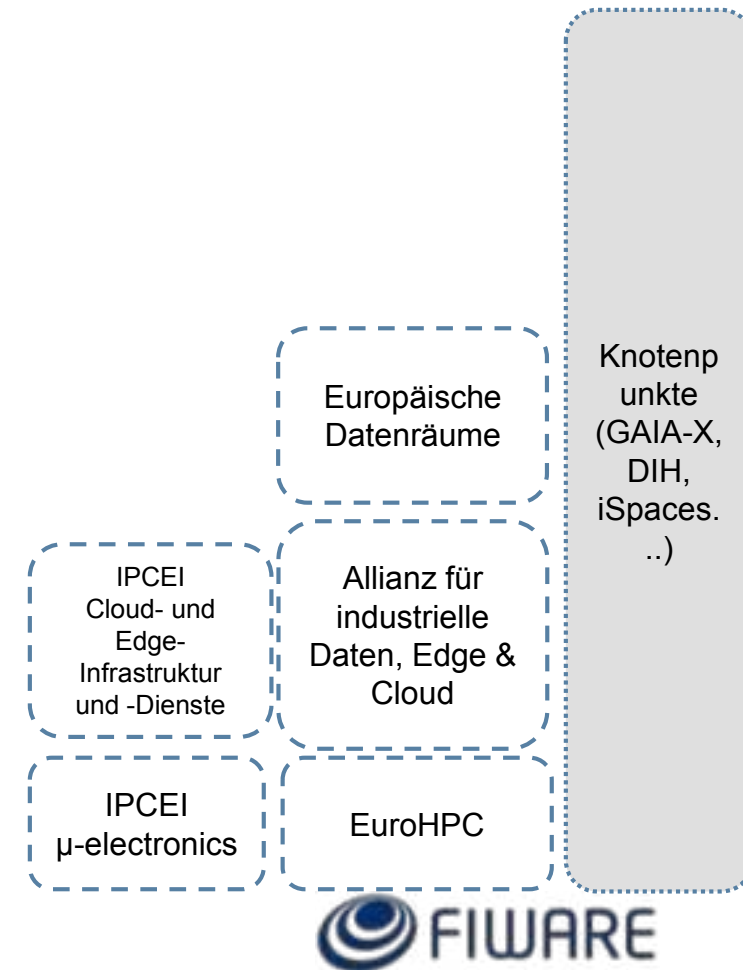 Europäische
Datenräume
Knotenp
unkte
(GAIA-X,
DIH,
iSpaces.
..)
IPCEI
Cloud- und
Edge-
Infrastruktur
und -Dienste
Allianz für
industrielle
Daten, Edge &
Cloud
IPCEI
µ-electronics
EuroHPC
FIWARE